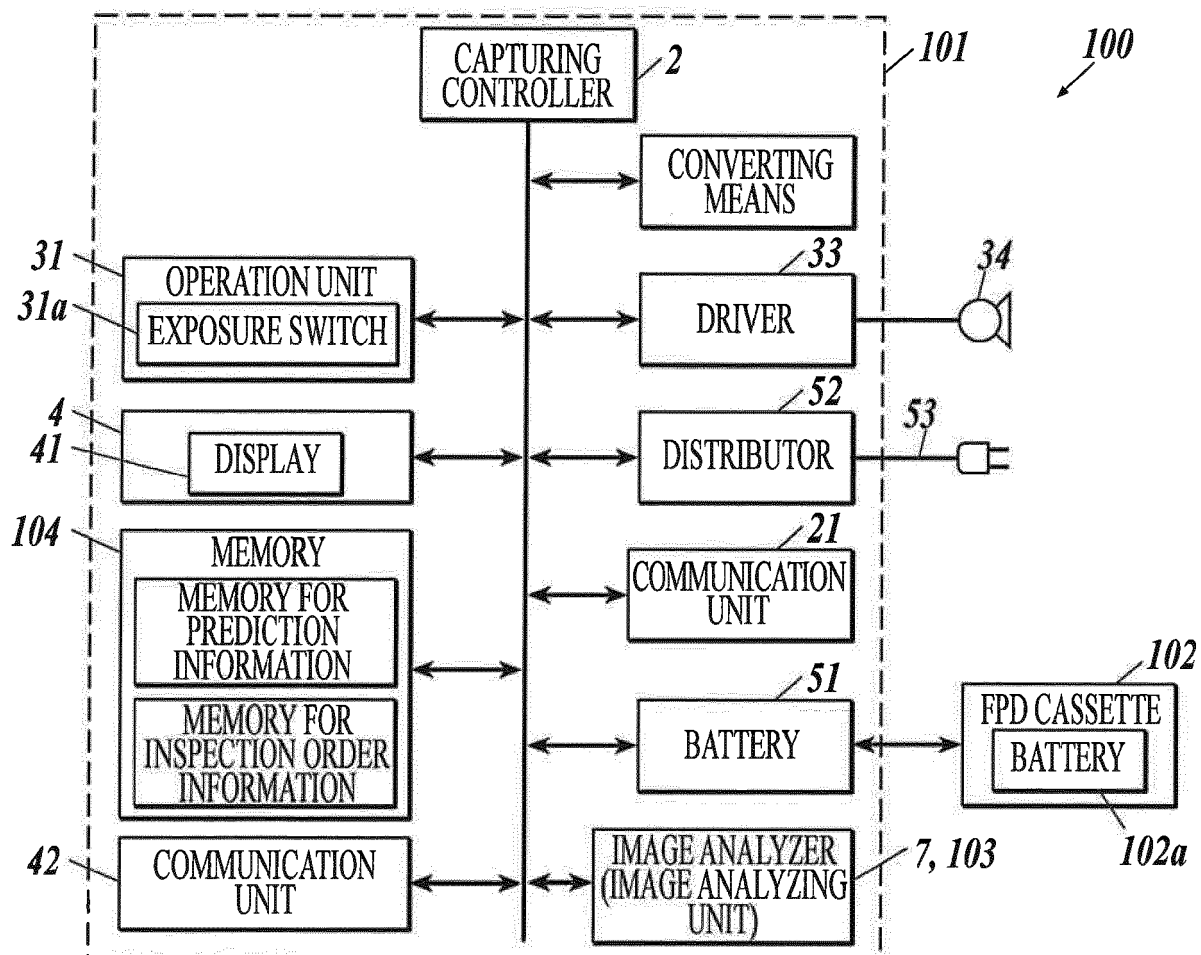 CAPTURING
CONTROLLER
2
101
100
CONVERTING
MEANS
31
OPERATION UNIT
31a
EXPOSURE SWITCH
33
DRIVER
34
4
41
DISPLAY
52
DISTRIBUTOR
53
104
MEMORY
MEMORY FOR
PREDICTION
INFORMATION
MEMORY FOR
INSPECTION ORDER
INFORMATION
21
COMMUNICATION
UNIT
51
BATTERY
102
FPD CASSETTE
BATTERY
102a
42
COMMUNICATION
UNIT
IMAGE ANALYZER
(IMAGE ANALYZING
UNIT)
7, 103